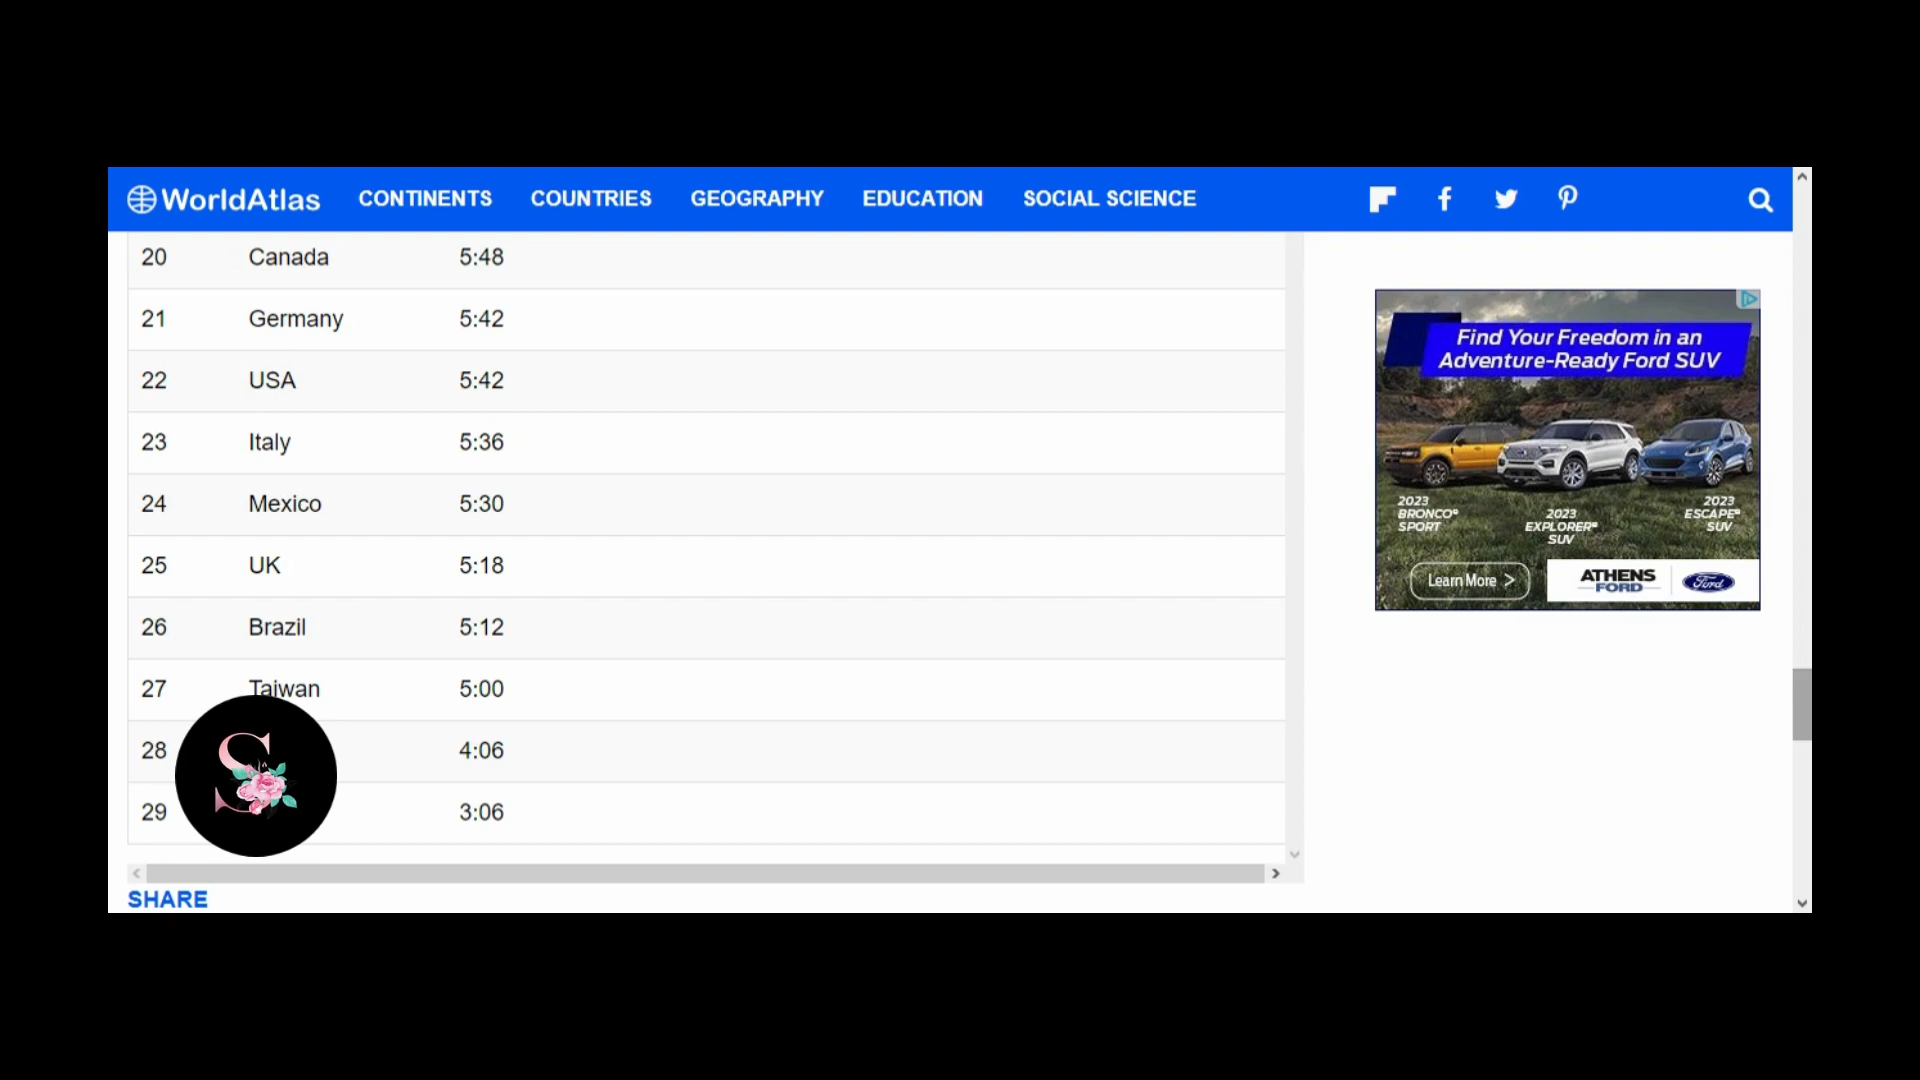 WorldAtlas CONTINENTS COUNTRIES GEOGRAPHY EDUCATION SOCIAL SCIENCE
20 Canada 5:48
21 Germany 5:42
22 USA 5:42
23 Italy 5:36
24 Mexico 5:30
25 UK 5:18
26 Brazil 5:12
27 Taiwan 5:00
28 4:06
29 3:06
S
SHARE
Find Your Freedom in an
Adventure-Ready Ford SUV
2023
BRONCO®
SPORT
2023
EXPLORER®
SUV
2023
ESCAPE®
SUV
Learn More >
ATHENS
FORD
Ford